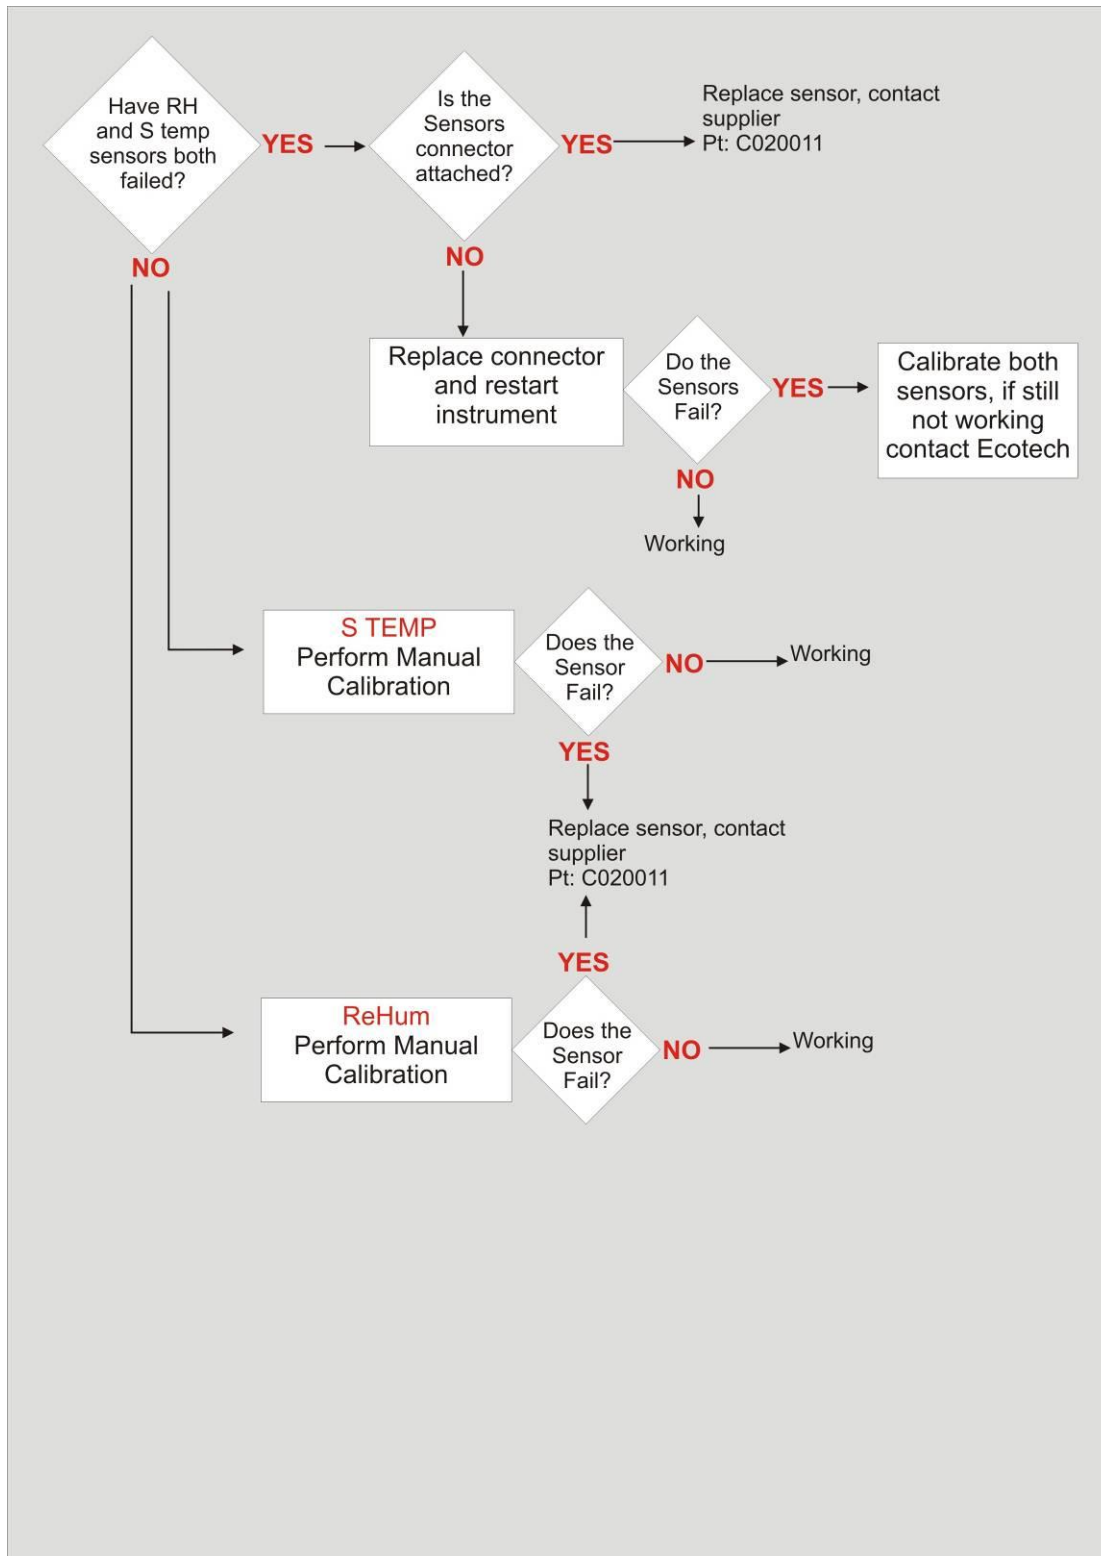 Have RH
and S temp
sensors both
failed?
YES
Is the
Sensors
connector
attached?
YES
Replace sensor, contact
supplier
Pt: C020011
NO
NO
Replace connector
and restart
instrument
Do the
Sensors
Fail?
YES
Calibrate both
sensors, if still
not working
contact Ecotech
NO
Working
S TEMP
Perform Manual
Calibration
Does the
Sensor
Fail?
NO
Working
YES
Replace sensor, contact
supplier
Pt: C020011
YES
ReHum
Perform Manual
Calibration
Does the
Sensor
Fail?
NO
Working